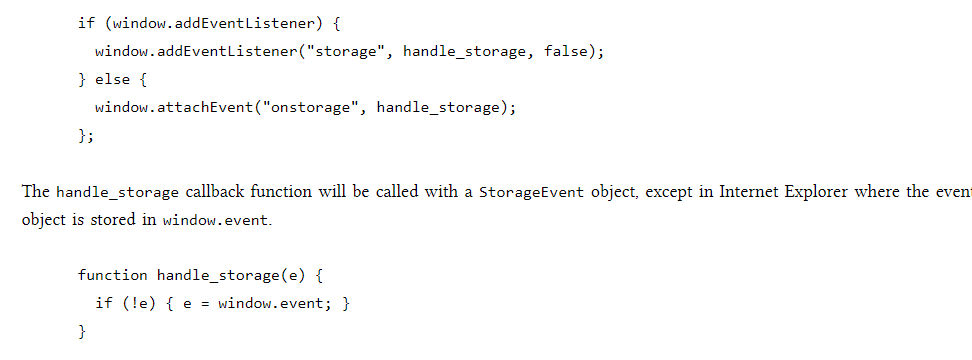 if (window.addEventListener) {
  window.addEventListener("storage", handle_storage, false);
} else {
  window.attachEvent("onstorage", handle_storage);
};
The handle_storage callback function will be called with a StorageEvent object, except in Internet Explorer where the even
object is stored in window.event.
function handle_storage(e) {
  if (!e) { e = window.event; }
}